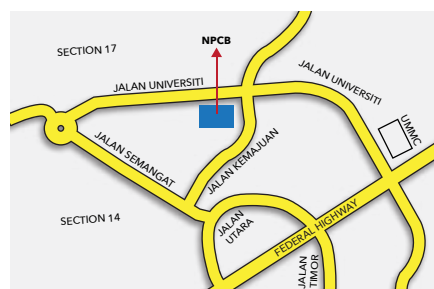 NPCB
SECTION 17
JALAN UNIVERSITI
JALAN UNIVERSITI
UMMC
JALAN SEMANGAT
JALAN KEMAJUAN
SECTION 14
JALAN
UTARA
FEDERAL HIGHWAY
JALAN
TIMOR